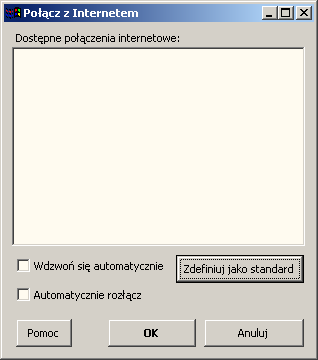 Połącz z Internetem
Dostępne połączenia internetowe:
Wdzwoń się automatycznie
Zdefiniuj jako standard
Automatycznie rozłącz
Pomoc
OK
Anuluj